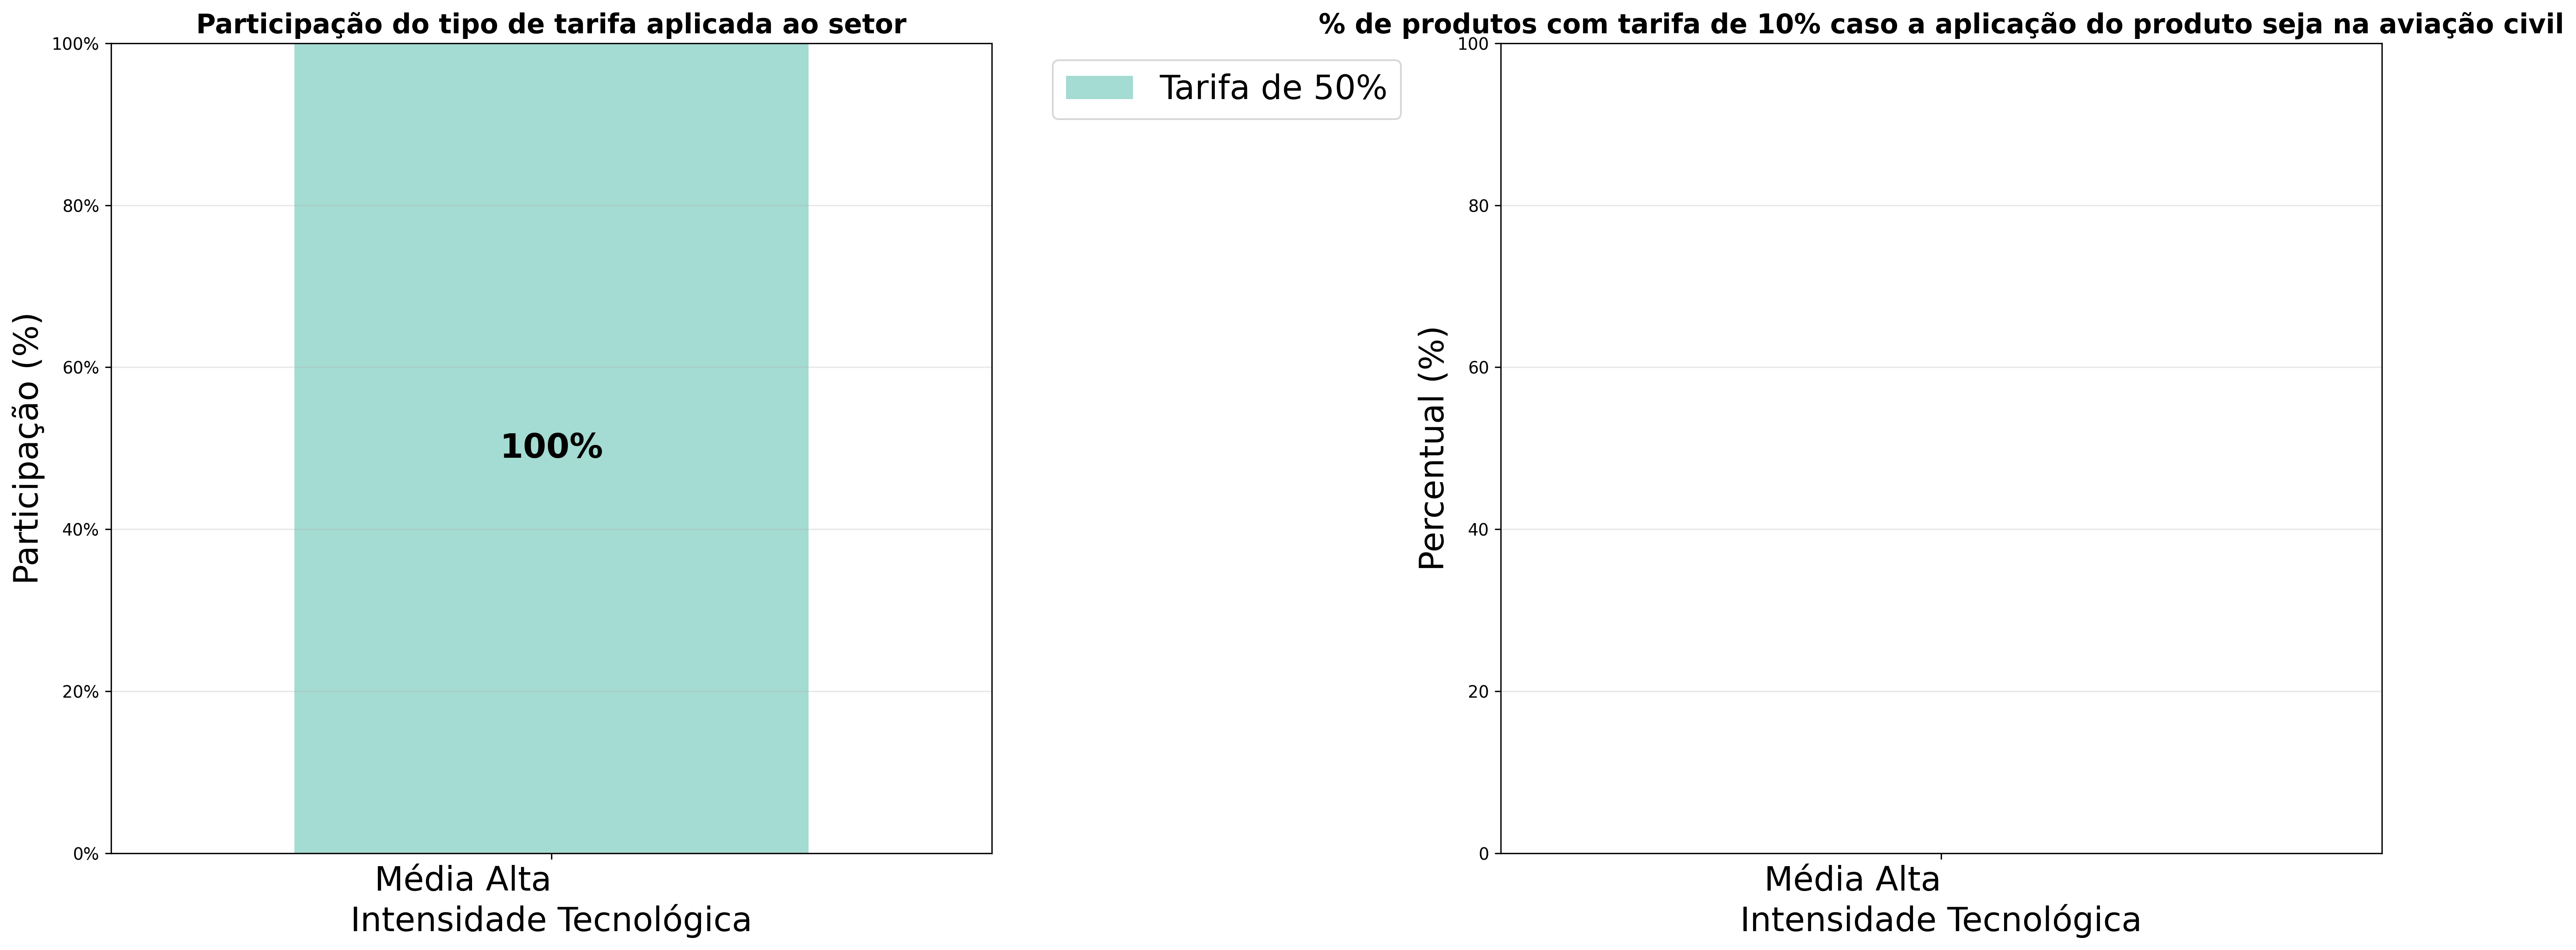 Participação do tipo de tarifa aplicada ao setor
100%
80%
60%
40%
20%
0%
Participação (%)
100%
Média Alta
Intensidade Tecnológica
Tarifa de 50%
% de produtos com tarifa de 10% caso a aplicação do produto seja na aviação civil
100
80
60
40
20
0
Percentual (%)
Média Alta
Intensidade Tecnológica